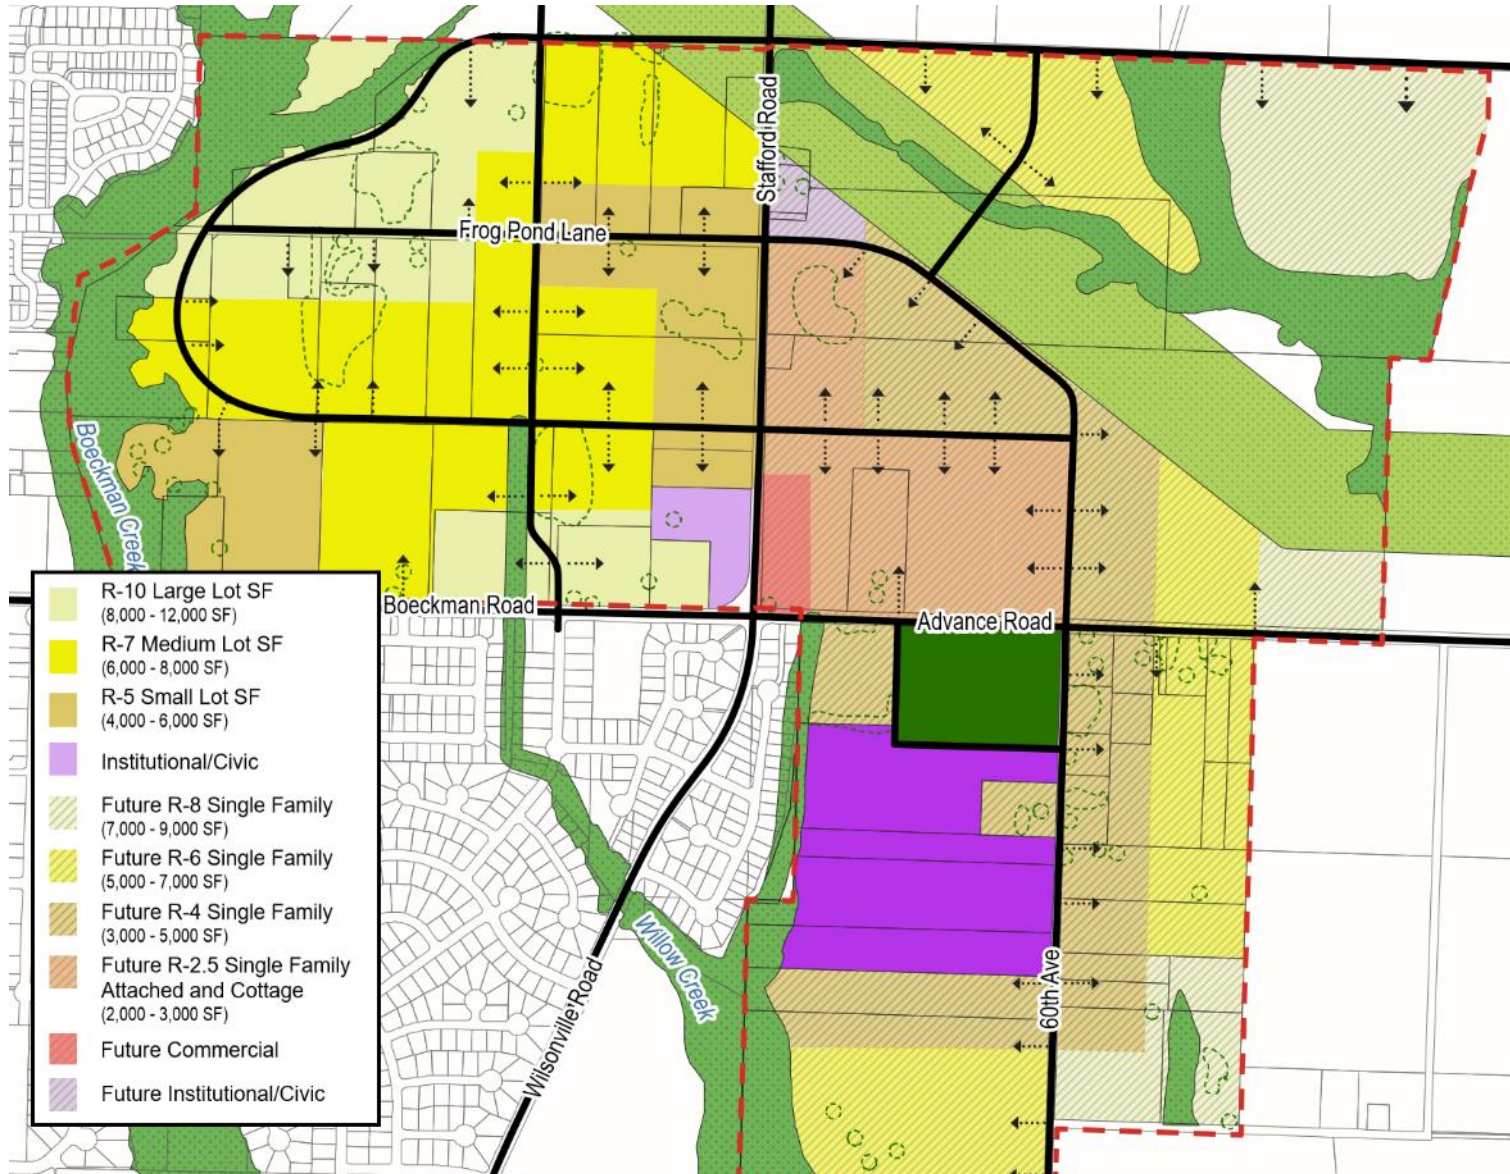 Stafford Road
Frog Pond Lane
Boeckman Creek
Boeckman Road
Advance Road
R-10 Large Lot SF
(8,000 - 12,000 SF)
R-7 Medium Lot SF
(6,000 - 8,000 SF)
R-5 Small Lot SF
(4,000 - 6,000 SF)
Institutional/Civic
Future R-8 Single Family
(7,000 - 9,000 SF)
Future R-6 Single Family
(5,000 - 7,000 SF)
Future R-4 Single Family
(3,000 - 5,000 SF)
Future R-2.5 Single Family
Attached and Cottage
(2,000 - 3,000 SF)
Future Commercial
Future Institutional/Civic
Willow Creek
Wilsonville Road
60th Ave